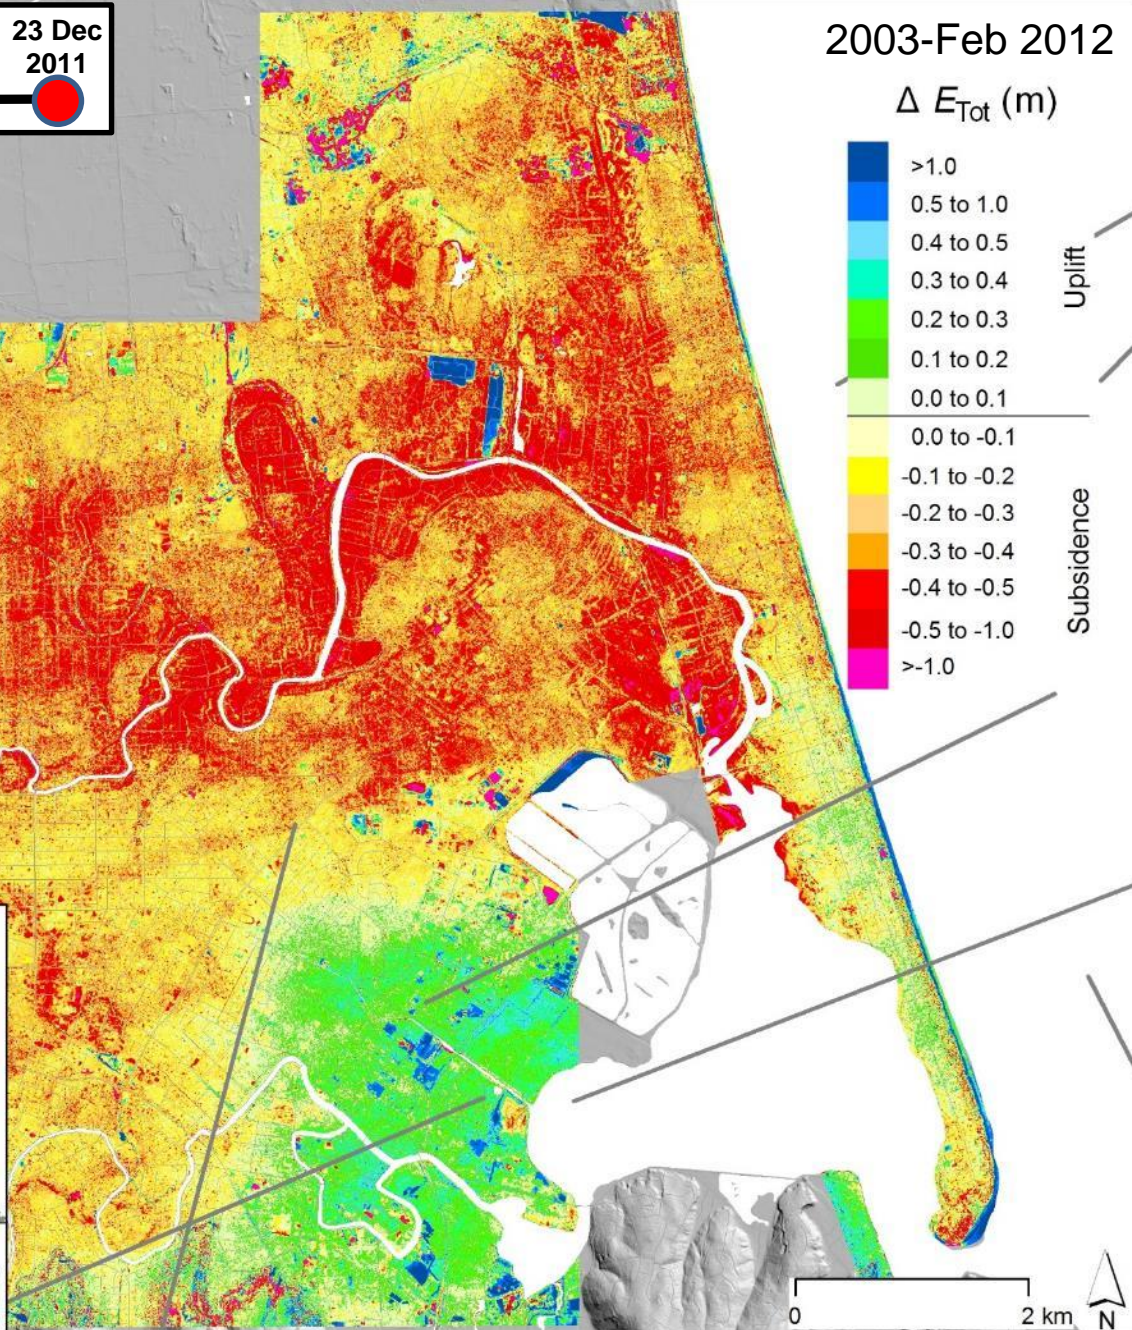 23 Dec
2011
2003-Feb 2012
Δ E_Tot (m)
>1.0
0.5 to 1.0
0.4 to 0.5
0.3 to 0.4
0.2 to 0.3
0.1 to 0.2
0.0 to 0.1
Uplift
0.0 to -0.1
-0.1 to -0.2
-0.2 to -0.3
-0.3 to -0.4
-0.4 to -0.5
-0.5 to -1.0
>-1.0
Subsidence
0 2 km
N